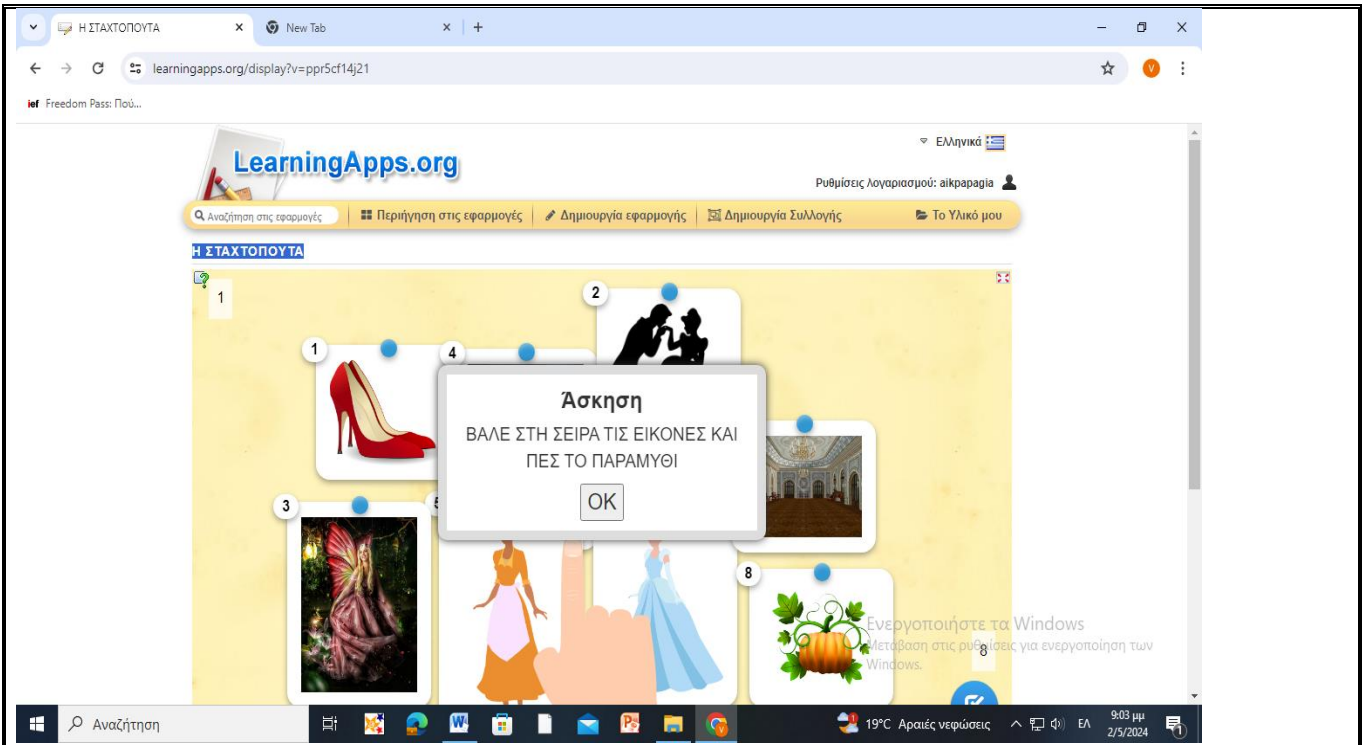 Η ΣΤΑΧΤΟΠΟΥΤΑ
New Tab
learningapps.org/display?v=ppr5cf14j21
ief Freedom Pass: Πού...
LearningApps.org
Ελληνικά
Ρυθμίσεις λογαριασμού: aikpapagia
Αναζήτηση στις εφαρμογές Περιήγηση στις εφαρμογές Δημιουργία εφαρμογής Δημιουργία Συλλογής Το Υλικό μου
Η ΣΤΑΧΤΟΠΟΥΤΑ
1
2
1
4
Άσκηση
ΒΑΛΕ ΣΤΗ ΣΕΙΡΑ ΤΙΣ ΕΙΚΟΝΕΣ ΚΑΙ
ΠΕΣ ΤΟ ΠΑΡΑΜΥΘΙ
OK
3
8
Ενεργοποιήστε τα Windows
Μετάβαση στις ρυθμίσεις για ενεργοποίηση των
Windows.
8
Αναζήτηση
19°C Αραιές νεφώσεις
ΕΛ
9:03 μμ
2/5/2024